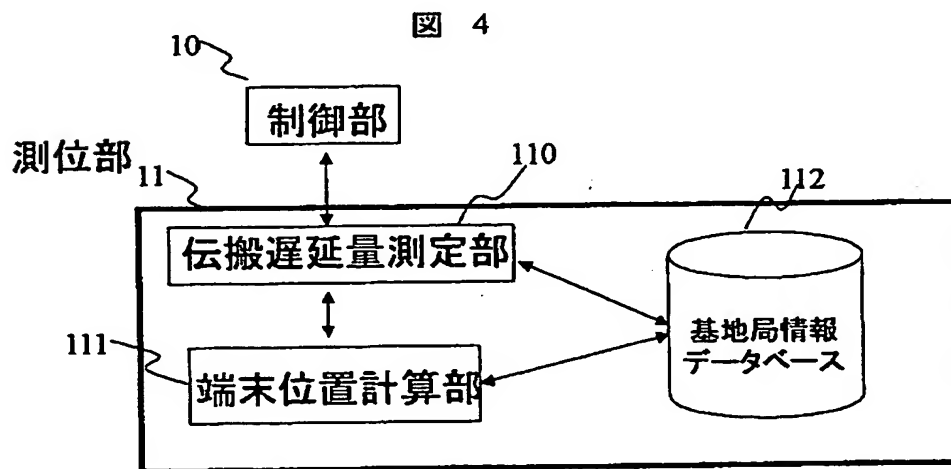 図 4
10
制御部
測位部
11
110
112
伝搬遅延量測定部
基地局情報
データベース
111
端末位置計算部